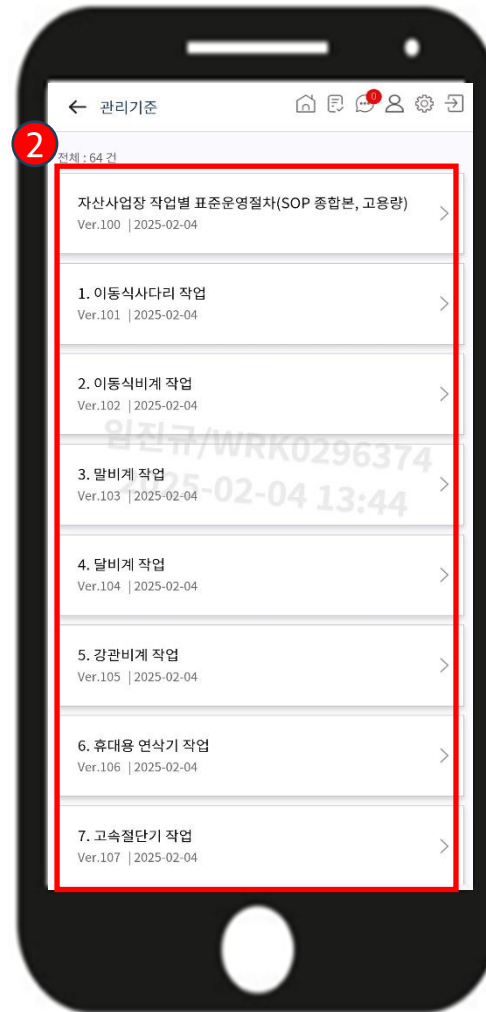 ← 관리기준
0
2
전체 : 64 건
자산사업장 작업별 표준운영절차(SOP 종합본, 고용량)
Ver.100 | 2025-02-04
1. 이동식사다리 작업
Ver.101 | 2025-02-04
2. 이동식비계 작업
Ver.102 | 2025-02-04
임진규/WRK0296374
3. 말비계 작업
2025-02-04 13:44
Ver.103 | 2025-02-04
4. 달비계 작업
Ver.104 | 2025-02-04
5. 강관비계 작업
Ver.105 | 2025-02-04
6. 휴대용 연삭기 작업
Ver.106 | 2025-02-04
7. 고속절단기 작업
Ver.107 | 2025-02-04